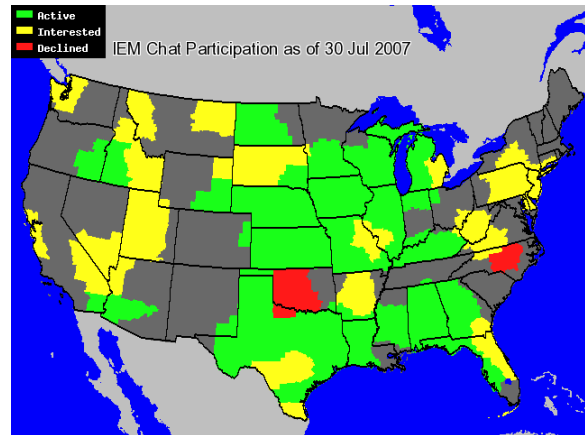 Active
Interested
Declined
IEM Chat Participation as of 30 Jul 2007